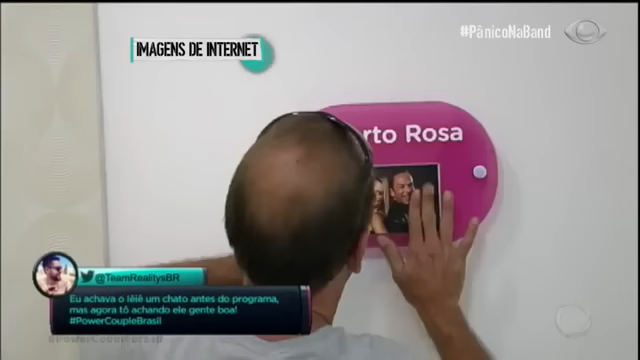 #PânicoNaBand
IMAGENS DE INTERNET
rto Rosa
@TeamRealitysBR
Eu achava o Iêiê um chato antes do programa,
mas agora tô achando ele gente boa!
#PowerCoupleBrasil